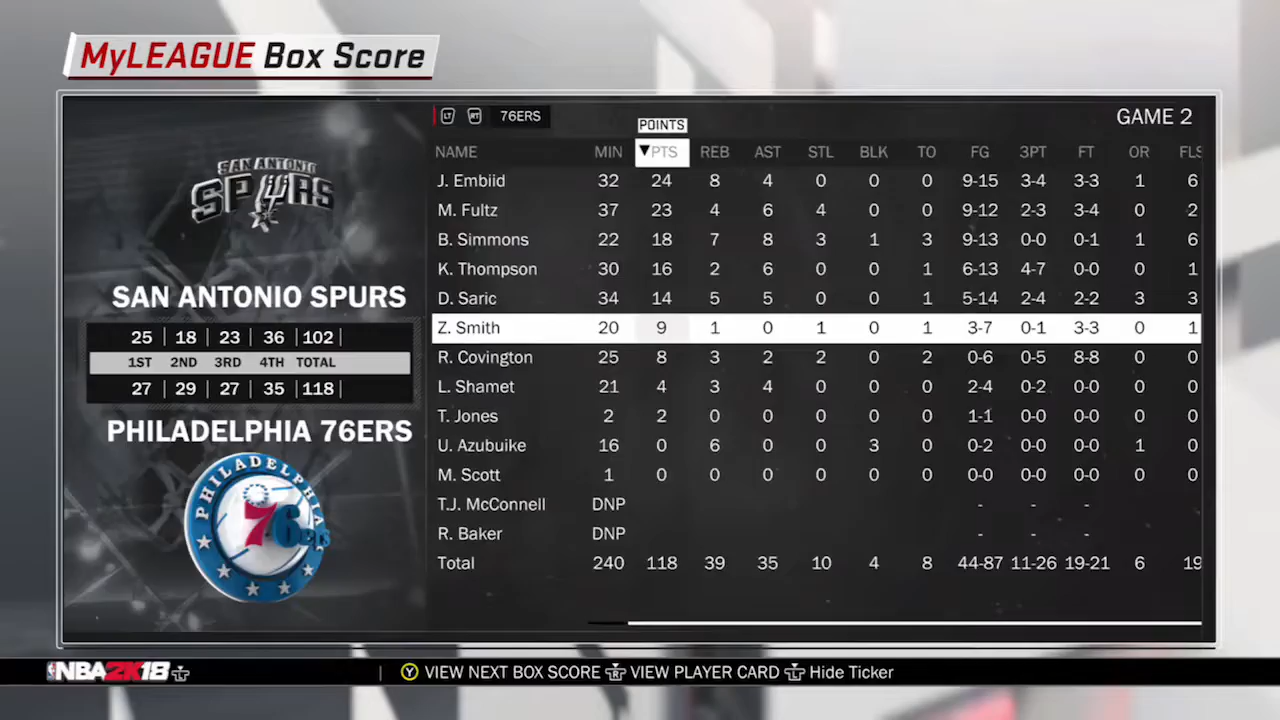 MyLEAGUE Box Score
LT RT 76ERS
GAME 2
POINTS
NAME MIN PTS REB AST STL BLK TO FG 3PT FT OR FLS
J. Embiid 32 24 8 4 0 0 0 9-15 3-4 3-3 1 6
M. Fultz 37 23 4 6 4 0 0 9-12 2-3 3-4 0 2
B. Simmons 22 18 7 8 3 1 3 9-13 0-0 0-1 1 6
K. Thompson 30 16 2 6 0 0 1 6-13 4-7 0-0 0 1
D. Saric 34 14 5 5 0 0 1 5-14 2-4 2-2 3 3
Z. Smith 20 9 1 0 1 0 1 3-7 0-1 3-3 0 1
R. Covington 25 8 3 2 2 0 2 0-6 0-5 8-8 0 0
L. Shamet 21 4 3 4 0 0 0 2-4 0-2 0-0 0 0
T. Jones 2 2 0 0 0 0 0 1-1 0-0 0-0 0 0
U. Azubuike 16 0 6 0 0 3 0 0-2 0-0 0-0 1 0
M. Scott 1 0 0 0 0 0 0 0-0 0-0 0-0 0 0
T.J. McConnell DNP - - -
R. Baker DNP - - -
Total 240 118 39 35 10 4 8 44-87 11-26 19-21 6 19
SAN ANTONIO
SPURS
SAN ANTONIO SPURS
25 18 23 36 102
1ST 2ND 3RD 4TH TOTAL
27 29 27 35 118
PHILADELPHIA 76ERS
PHILADELPHIA
76ers
NBA 2K18 L
Y VIEW NEXT BOX SCORE R VIEW PLAYER CARD L Hide Ticker